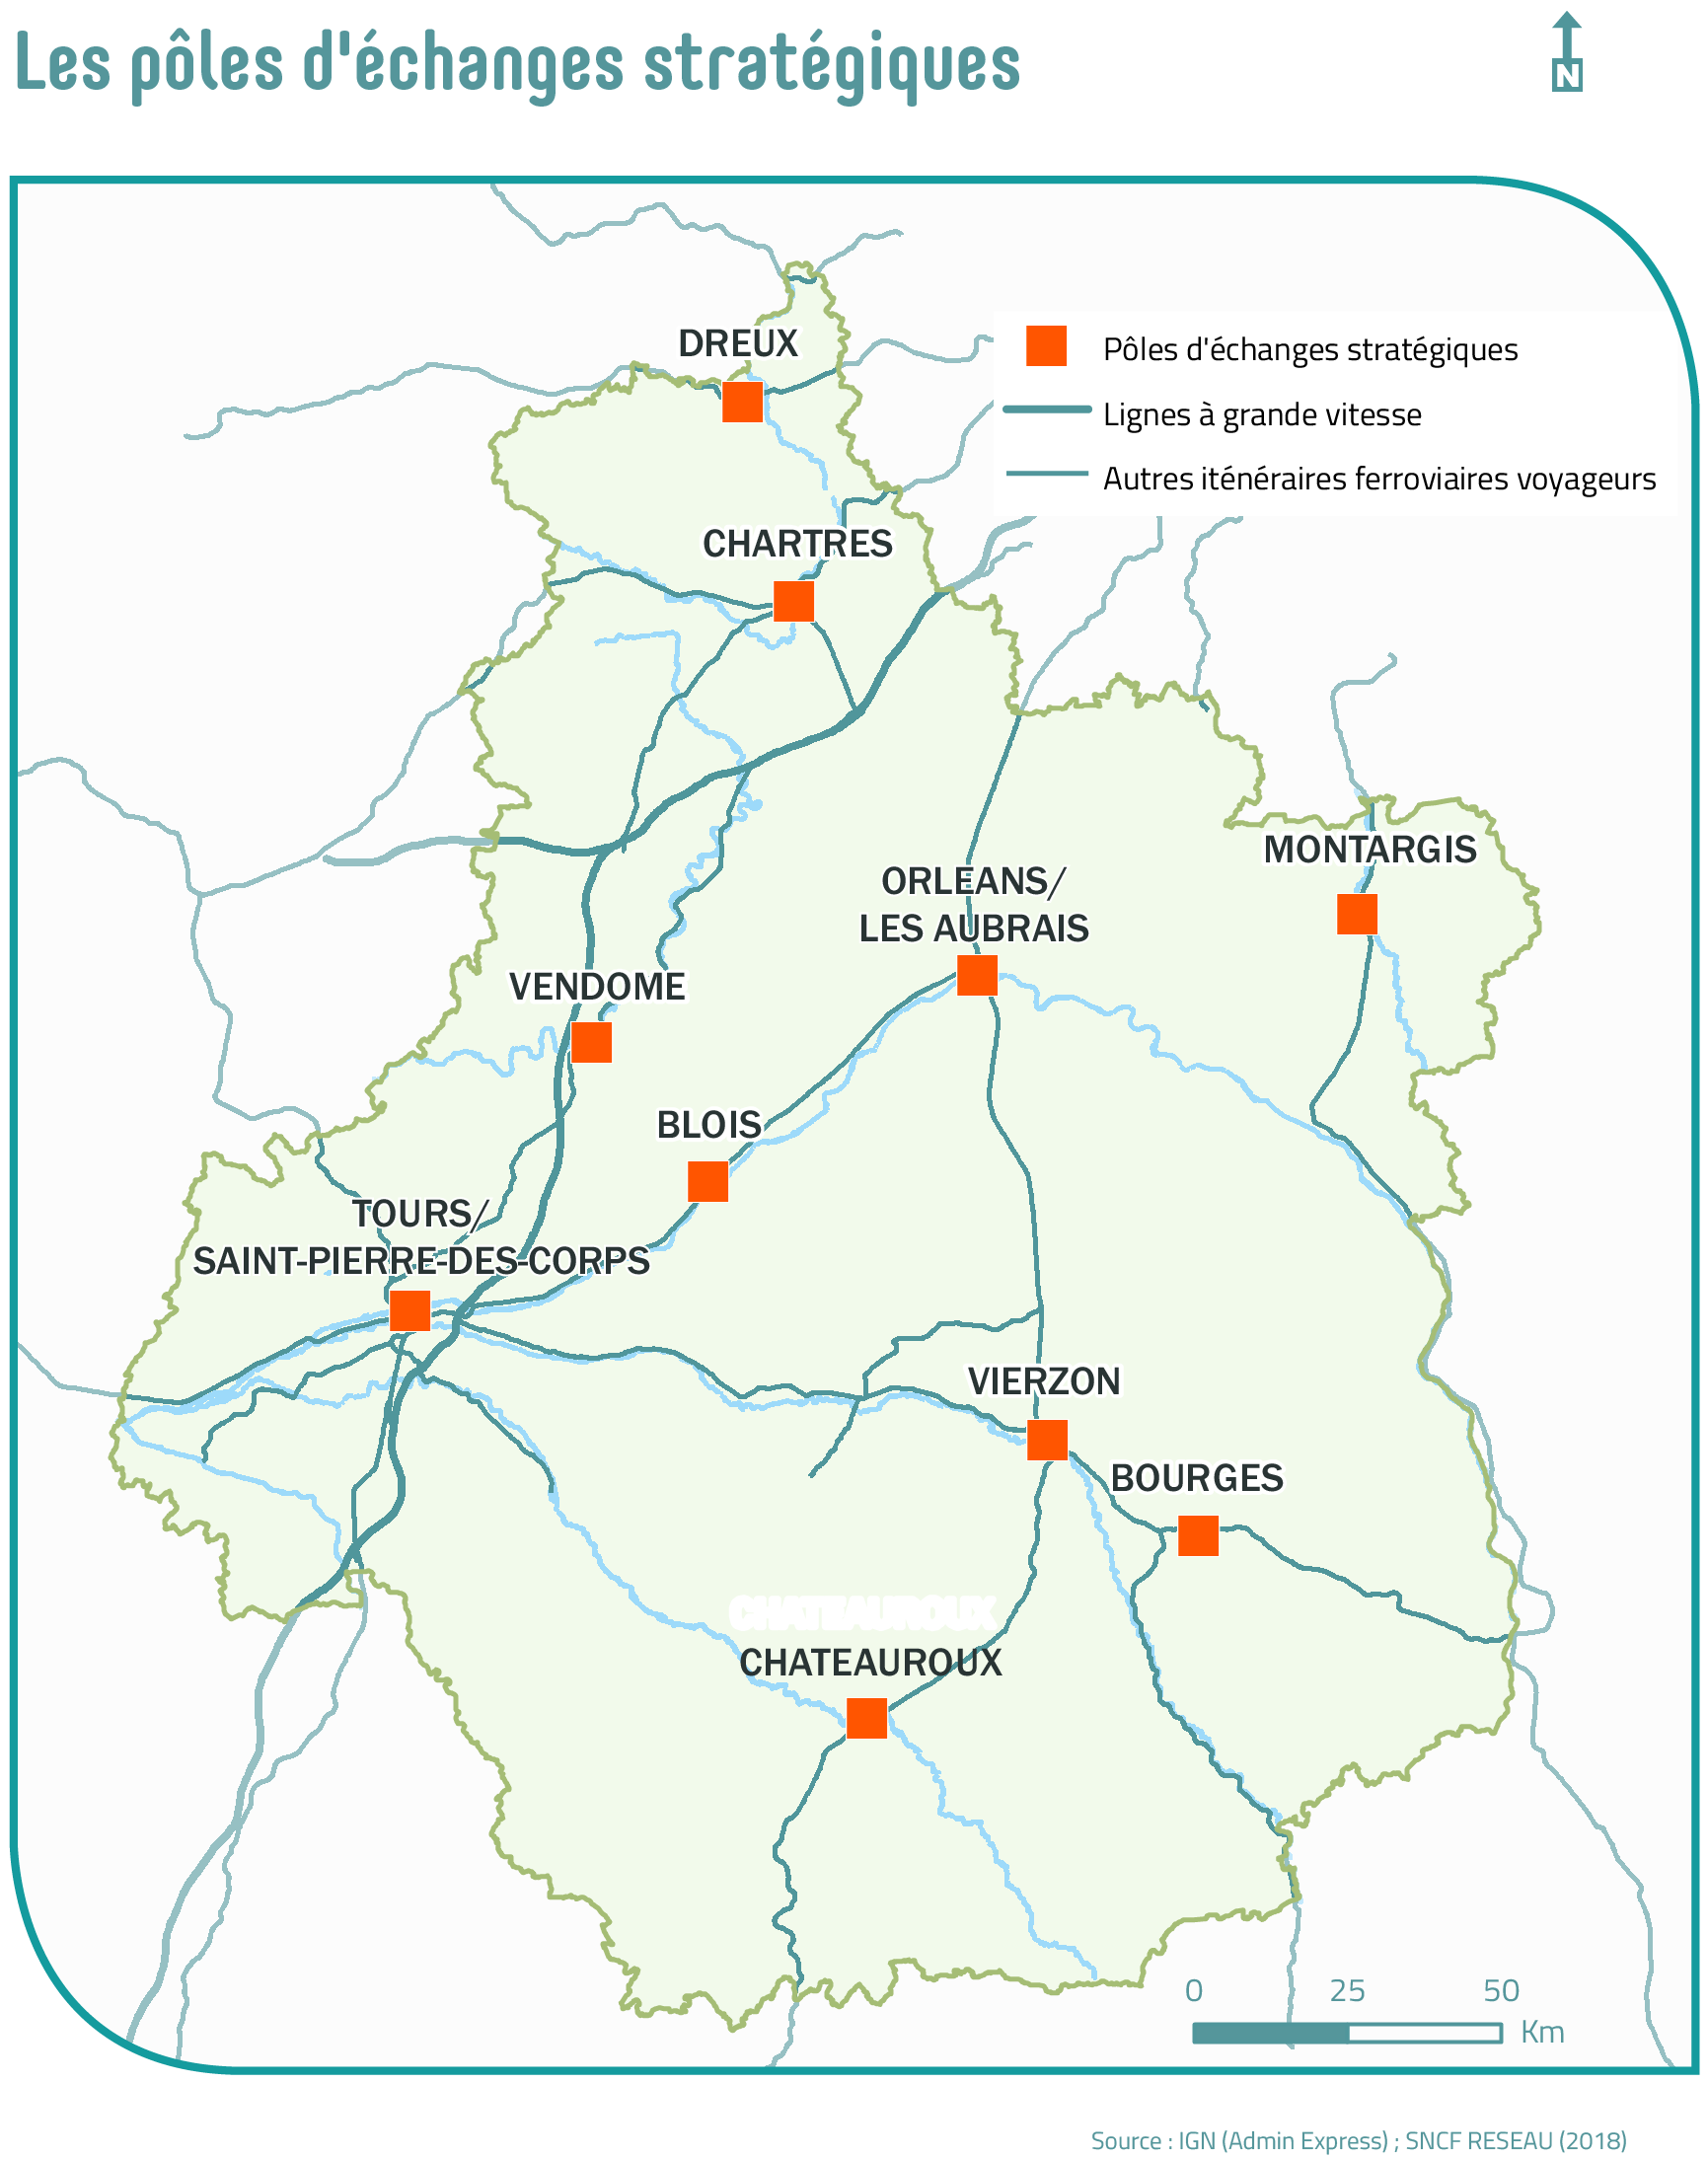 Les pôles d'échanges stratégiques
N
DREUX
Pôles d'échanges stratégiques
Lignes à grande vitesse
Autres iténéraires ferroviaires voyageurs
CHARTRES
MONTARGIS
ORLEANS/
LES AUBRAIS
VENDOME
BLOIS
TOURS/
SAINT-PIERRE-DES-CORPS
VIERZON
BOURGES
CHATEAUROUX
CHATEAUROUX
0 25 50
Km
Source : IGN (Admin Express) ; SNCF RESEAU (2018)